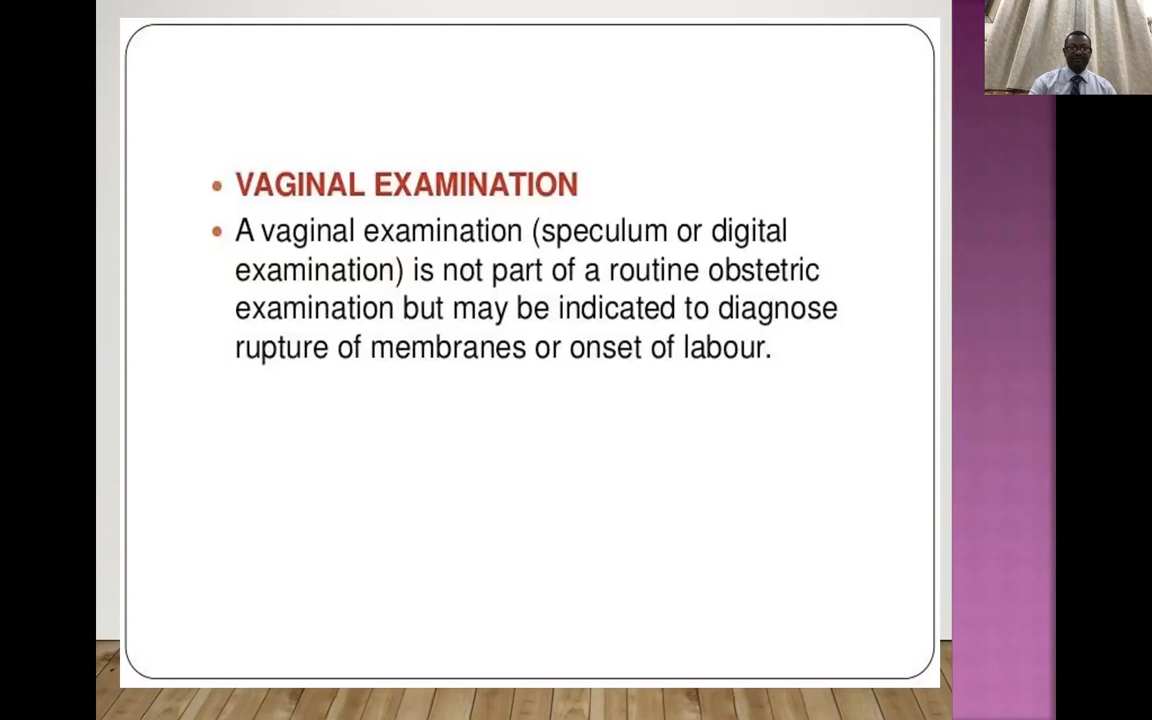 VAGINAL EXAMINATION
A vaginal examination (speculum or digital
examination) is not part of a routine obstetric
examination but may be indicated to diagnose
rupture of membranes or onset of labour.